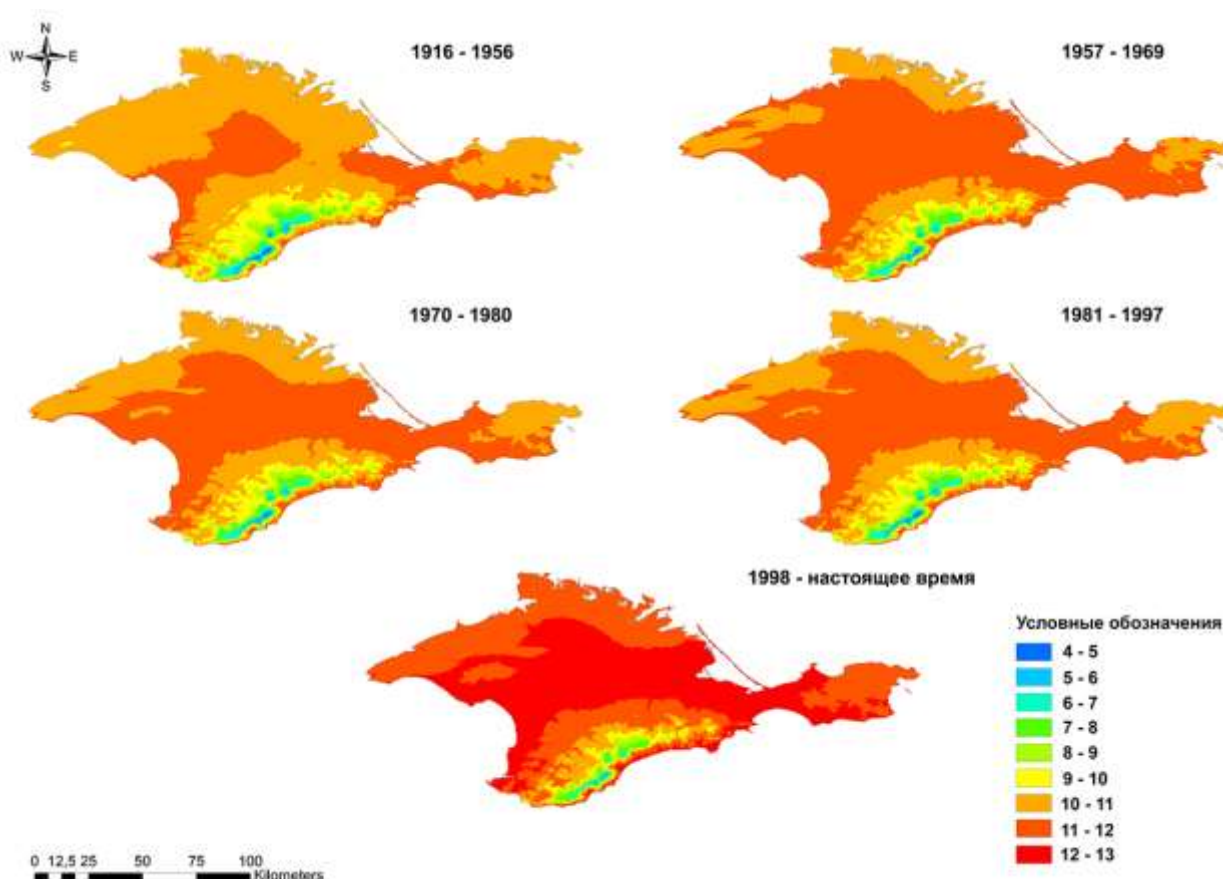 N
W E
S
1916 - 1956
1957 - 1969
1970 - 1980
1981 - 1997
1998 - настоящее время
Условные обозначения
4 - 5
5 - 6
6 - 7
7 - 8
8 - 9
9 - 10
10 - 11
11 - 12
12 - 13
0 12,5 25 50 75 100
Kilometers